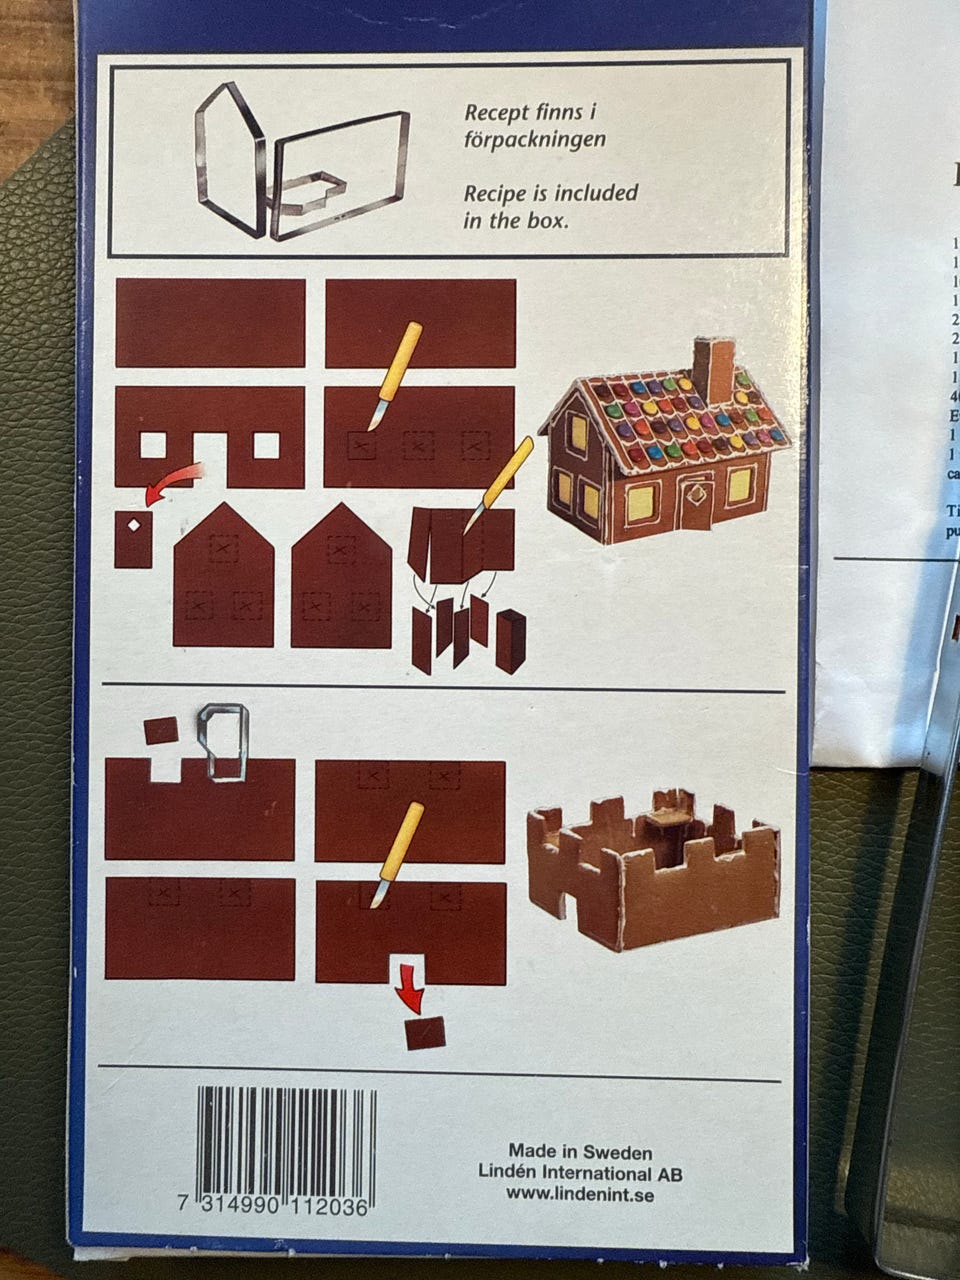 Recept finns i
förpackningen
Recipe is included
in the box.
Made in Sweden
Lindén International AB
www.lindenint.se
7 314990 112036